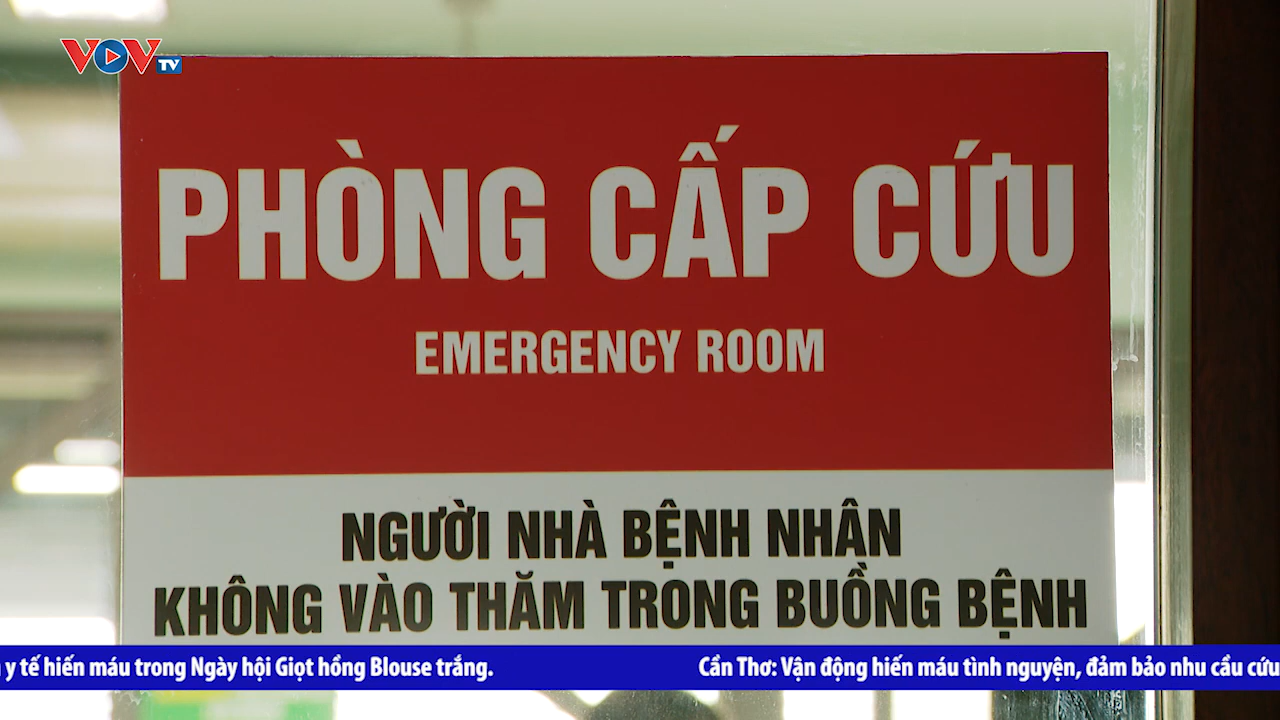 VOV TV
PHÒNG CẤP CỨU
EMERGENCY ROOM
NGƯỜI NHÀ BỆNH NHÂN
KHÔNG VÀO THĂM TRONG BUỒNG BỆNH
y tế hiến máu trong Ngày hội Giọt hồng Blouse trắng. Cần Thơ: Vận động hiến máu tình nguyện, đảm bảo nhu cầu cứu